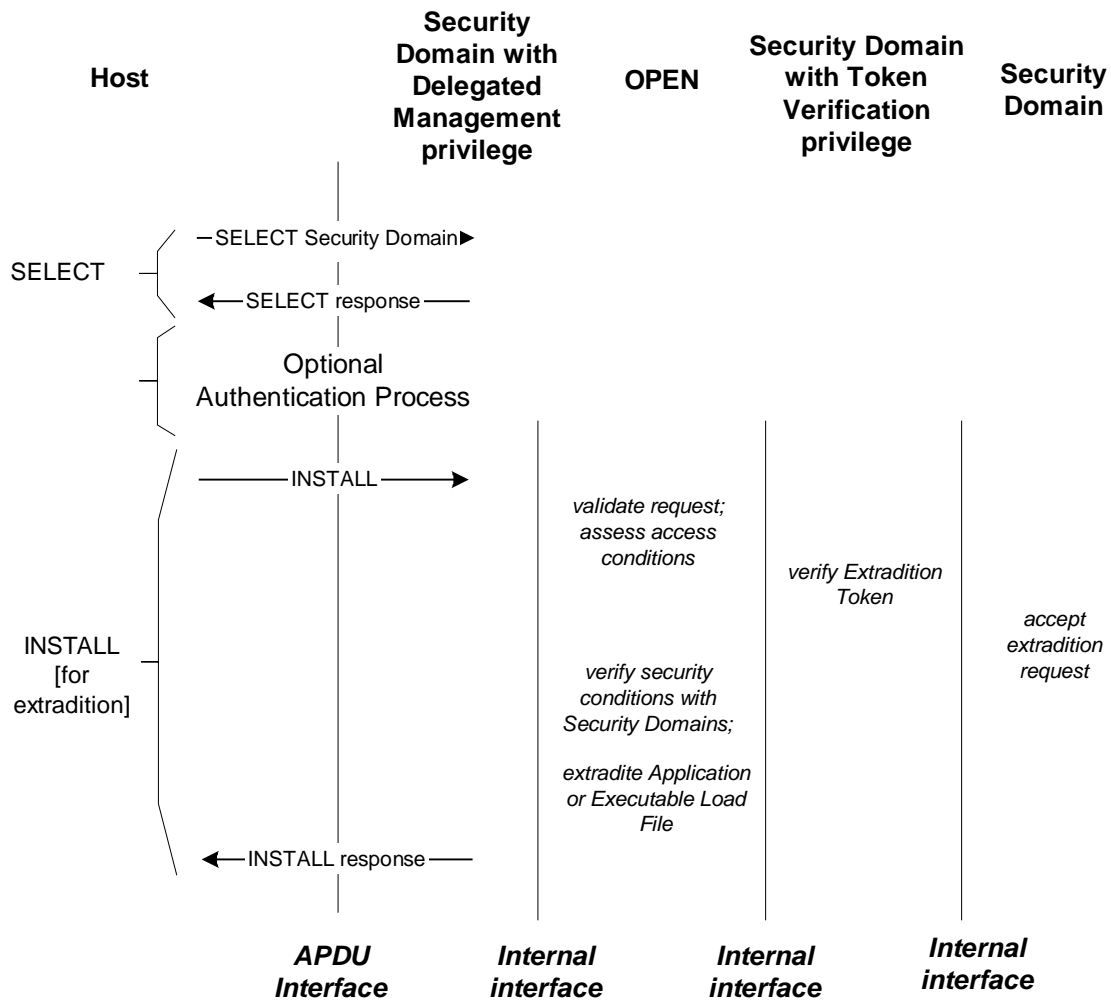 Host
Security
Domain with
Delegated
Management
privilege
OPEN
Security Domain
with Token
Verification
privilege
Security
Domain
SELECT
SELECT Security Domain
SELECT response
Optional
Authentication Process
INSTALL
[for
extradition]
INSTALL
validate request;
assess access
conditions
verify Extradition
Token
accept
extradition
request
verify security
conditions with
Security Domains;
extradite Application
or Executable Load
File
INSTALL response
APDU
Interface
Internal
interface
Internal
interface
Internal
interface